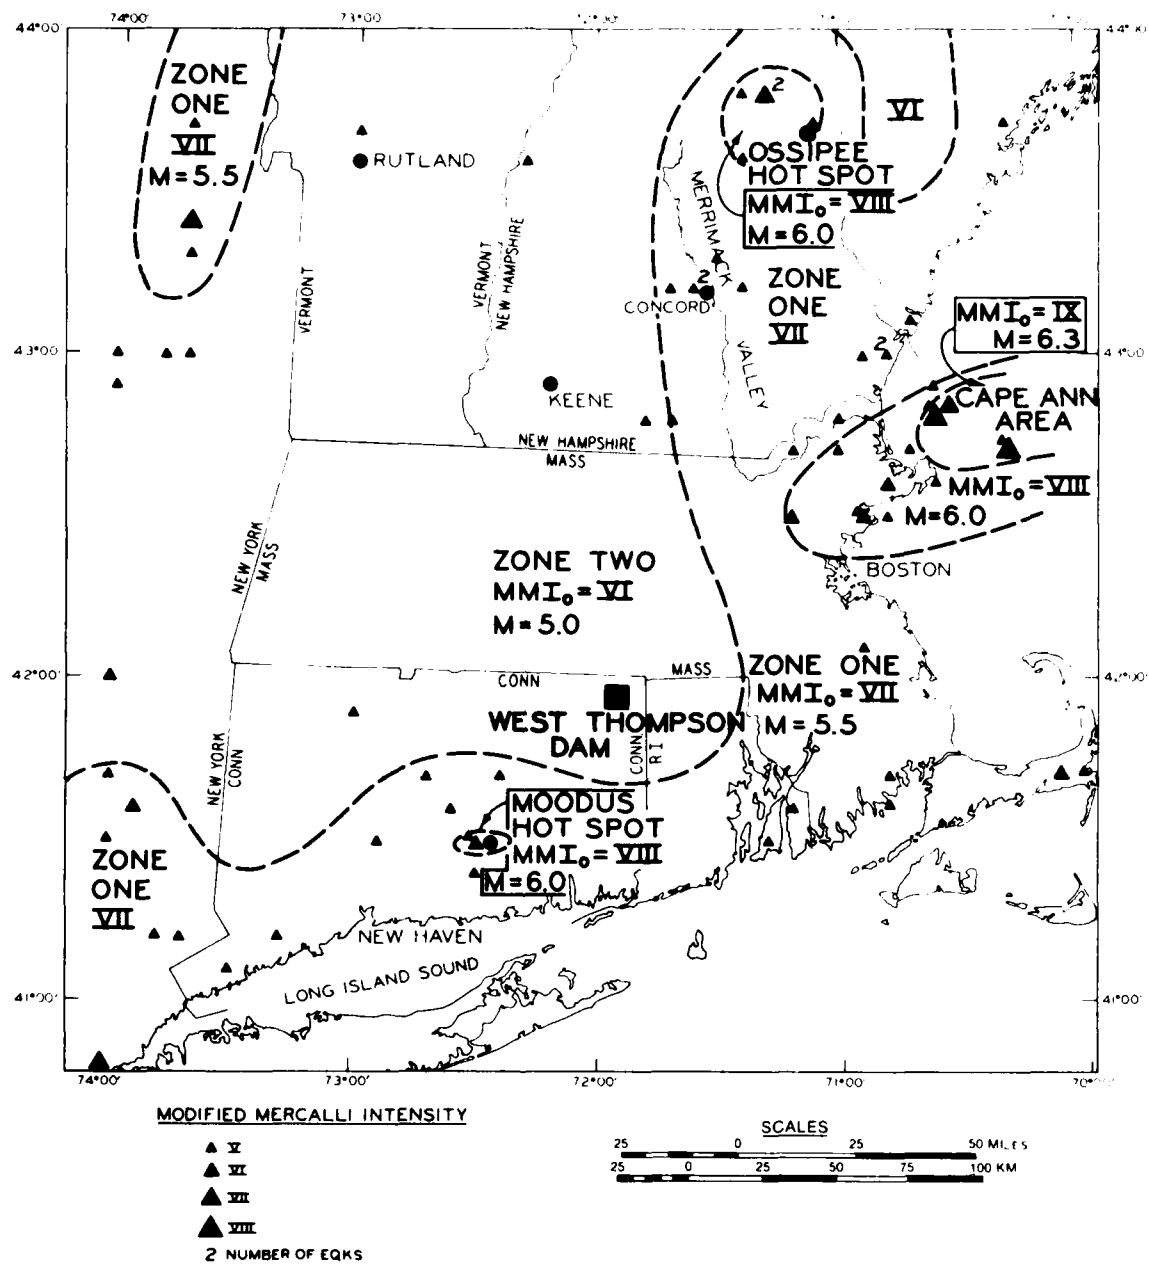 74°00'
73°00'
72°00'
44°00'
44°00'
ZONE
ONE
VII
M=5.5
2
VI
RUTLAND
OSSIPEE
HOT SPOT
MMI₀=VIII
M=6.0
MERRIMACK
VALLEY
VERMONT
VERMONT
NEW HAMPSHIRE
2
CONCORD
ZONE
ONE
VII
MMI₀=IX
M=6.3
43°00'
2
KEENE
CAPE ANN
AREA
NEW HAMPSHIRE
MASS
MMI₀=VIII
M=6.0
NEW YORK
MASS
BOSTON
ZONE TWO
MMI₀=VI
M=5.0
42°00'
42°00'
CONN
MASS
ZONE ONE
MMI₀=VII
M=5.5
WEST THOMPSON
DAM
CONN
RI
NEW YORK
CONN
MOODUS
HOT SPOT
MMI₀=VIII
M=6.0
ZONE
ONE
VII
NEW HAVEN
LONG ISLAND SOUND
41°00'
41°00'
74°00'
73°00'
72°00'
71°00'
MODIFIED MERCALLI INTENSITY
V
VI
VII
VIII
2 NUMBER OF EQKS
SCALES
25 0 25 50 MILES
25 0 25 50 75 100 KM